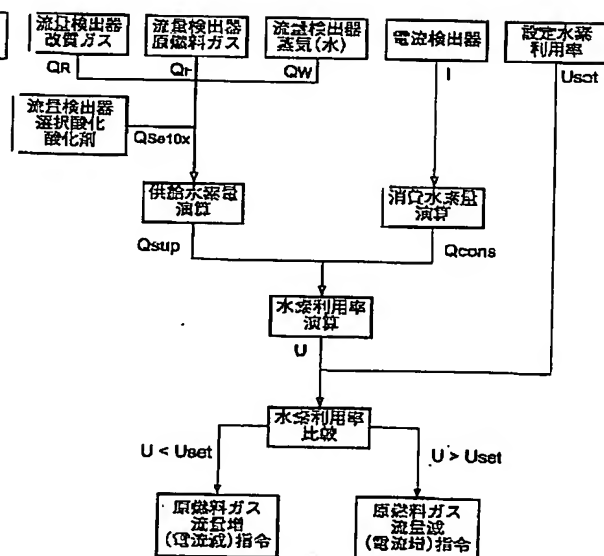 流量検出器
改質ガス
流量検出器
原燃料ガス
流量検出器
蒸気(水)
電流検出器
設定水素
利用率
QR
Qr
QW
I
Uset
流量検出器
選択酸化
酸化剤
QSelox
供給水素量
演算
消費水素量
演算
Qsup
Qcons
水素利用率
演算
U
水素利用率
比較
U < Uset
U > Uset
原燃料ガス
流量増
(電流減)指令
原燃料ガス
流量減
(電流増)指令